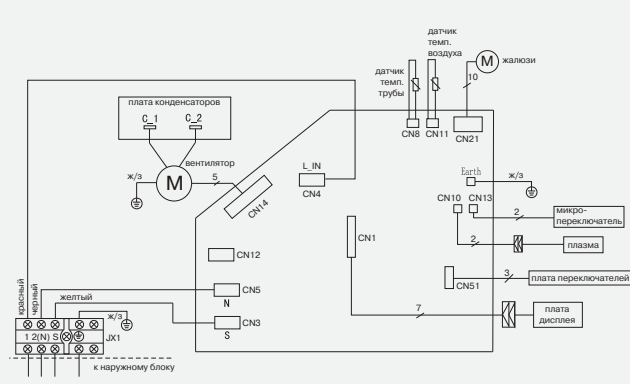 датчик
темп.
воздуха
M
жалюзи
датчик
темп.
трубы
10
CN8
CN11
CN21
плата конденсаторов
C_1
C_2
вентилятор
ж/з
M
5
CN14
L_IN
CN4
Earth
ж/з
CN10
CN13
2
микро-
переключатель
2
плазма
CN1
CN12
CN51
3
плата переключателей
красный
черный
желтый
CN5
N
7
плата
дисплея
ж/з
CN3
S
1 2(N) S
JX1
к наружному блоку